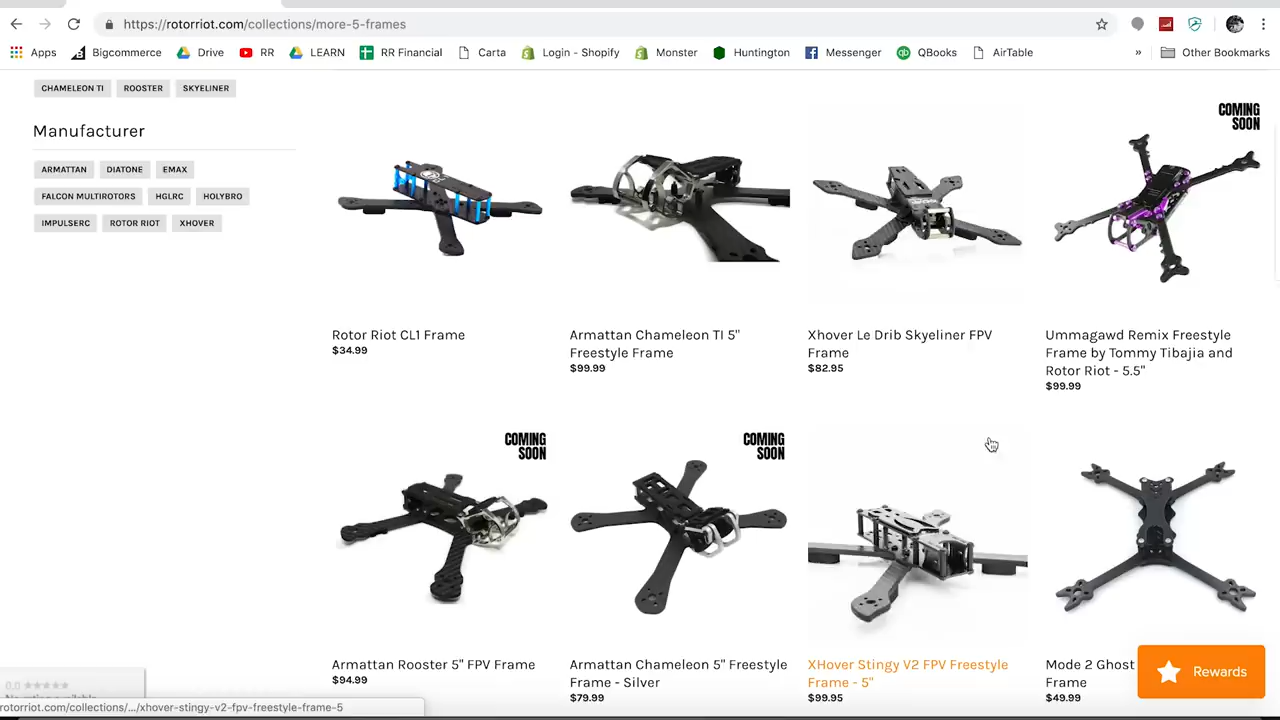 https://rotorriot.com/collections/more-5-frames
Apps
Bigcommerce
Drive
RR
LEARN
RR Financial
Carta
Login - Shopify
Monster
Huntington
Messenger
QBooks
AirTable
»
Other Bookmarks
CHAMELEON TI
ROOSTER
SKYELINER
Manufacturer
ARMATTAN
DIATONE
EMAX
FALCON MULTIROTORS
HGLRC
HOLYBRO
IMPULSERC
ROTOR RIOT
XHOVER
COMING
SOON
Rotor Riot CL1 Frame
$34.99
Armattan Chameleon TI 5"
Freestyle Frame
$99.99
Xhover Le Drib Skyeliner FPV
Frame
$82.95
Ummagawd Remix Freestyle
Frame by Tommy Tibajia and
Rotor Riot - 5.5"
$99.99
COMING
SOON
COMING
SOON
Armattan Rooster 5" FPV Frame
$94.99
Armattan Chameleon 5" Freestyle
Frame - Silver
$79.99
XHover Stingy V2 FPV Freestyle
Frame - 5"
$99.95
Mode 2 Ghost
Frame
$49.99
Rewards
0.0
rotorriot.com/collections/.../xhover-stingy-v2-fpv-freestyle-frame-5